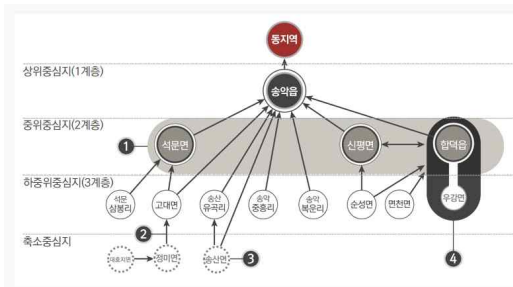 동지역
상위중심지(1계층)
송악읍
중위중심지(2계층)
1
석문면
신평면
합덕읍
하중위중심지(3계층)
석문
삼봉리
고대면
송산
유곡리
송악
중흥리
송악
복운리
순성면
면천면
우강면
축소중심지
2
대호지면
정미면
송산면
3
4